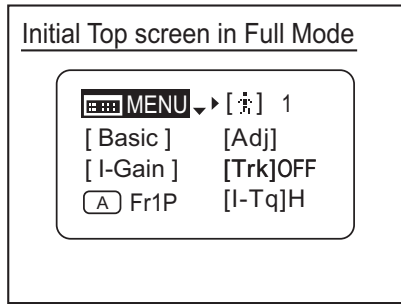 Initial Top screen in Full Mode
MENU [ ] 1
[ Basic ] [Adj]
[ I-Gain ] [Trk]OFF
A Fr1P [I-Tq]H